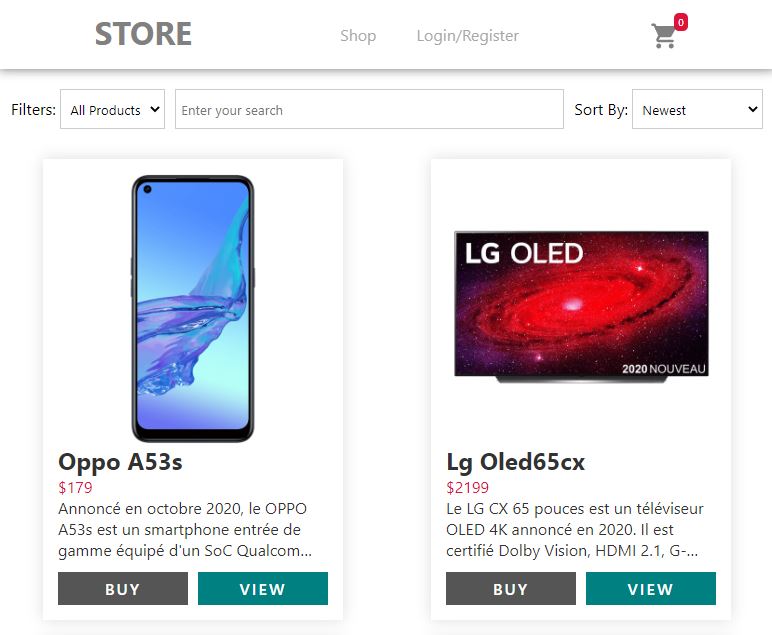 STORE
Shop
Login/Register
0
Filters:
All Products
Enter your search
Sort By:
Newest
LG OLED
2020 NOUVEAU
Oppo A53s
$179
Annoncé en octobre 2020, le OPPO
A53s est un smartphone entrée de
gamme équipé d'un SoC Qualcom...
BUY
VIEW
Lg Oled65cx
$2199
Le LG CX 65 pouces est un téléviseur
OLED 4K annoncé en 2020. Il est
certifié Dolby Vision, HDMI 2.1, G-...
BUY
VIEW